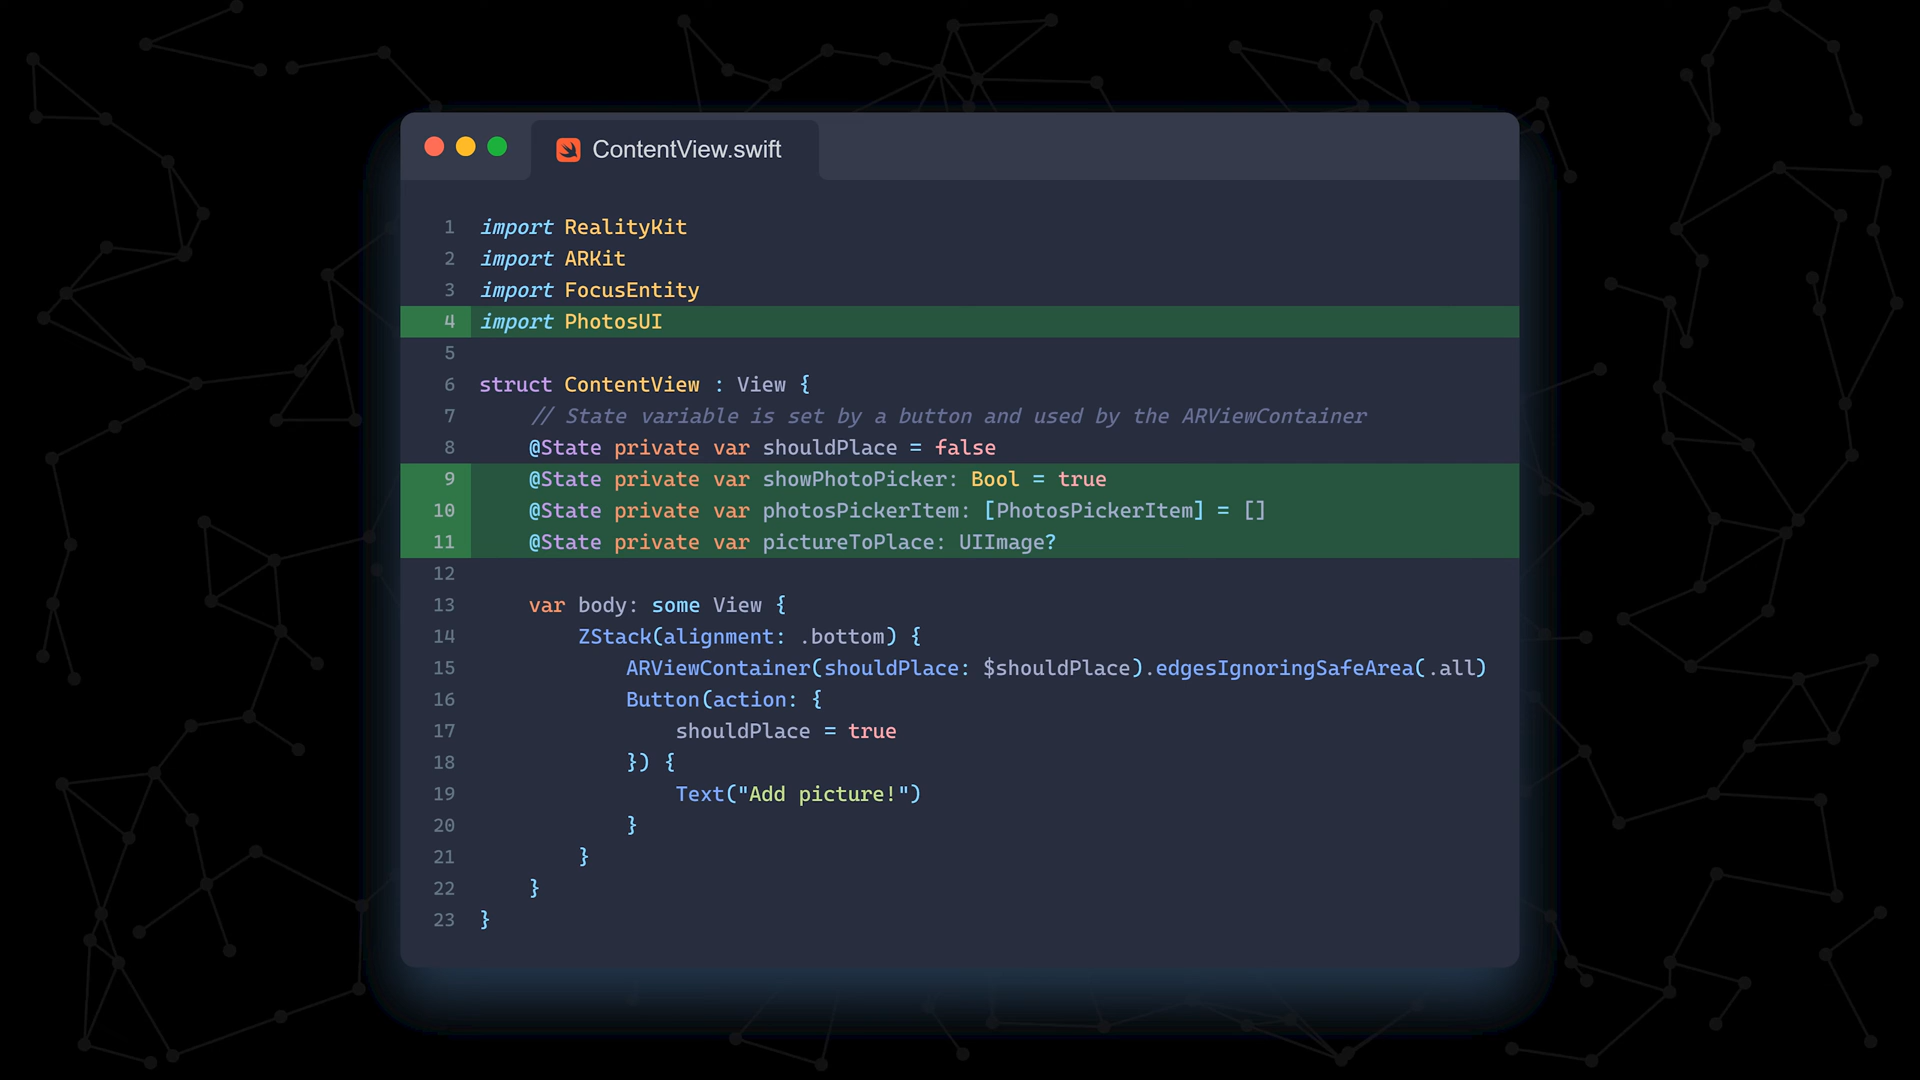 ContentView.swift
1 import RealityKit
2 import ARKit
3 import FocusEntity
4 import PhotosUI
5
6 struct ContentView : View {
7 // State variable is set by a button and used by the ARViewContainer
8 @State private var shouldPlace = false
9 @State private var showPhotoPicker: Bool = true
10 @State private var photosPickerItem: [PhotosPickerItem] = []
11 @State private var pictureToPlace: UIImage?
12
13 var body: some View {
14 ZStack(alignment: .bottom) {
15 ARViewContainer(shouldPlace: $shouldPlace).edgesIgnoringSafeArea(.all)
16 Button(action: {
17 shouldPlace = true
18 }) {
19 Text("Add picture!")
20 }
21 }
22 }
23 }